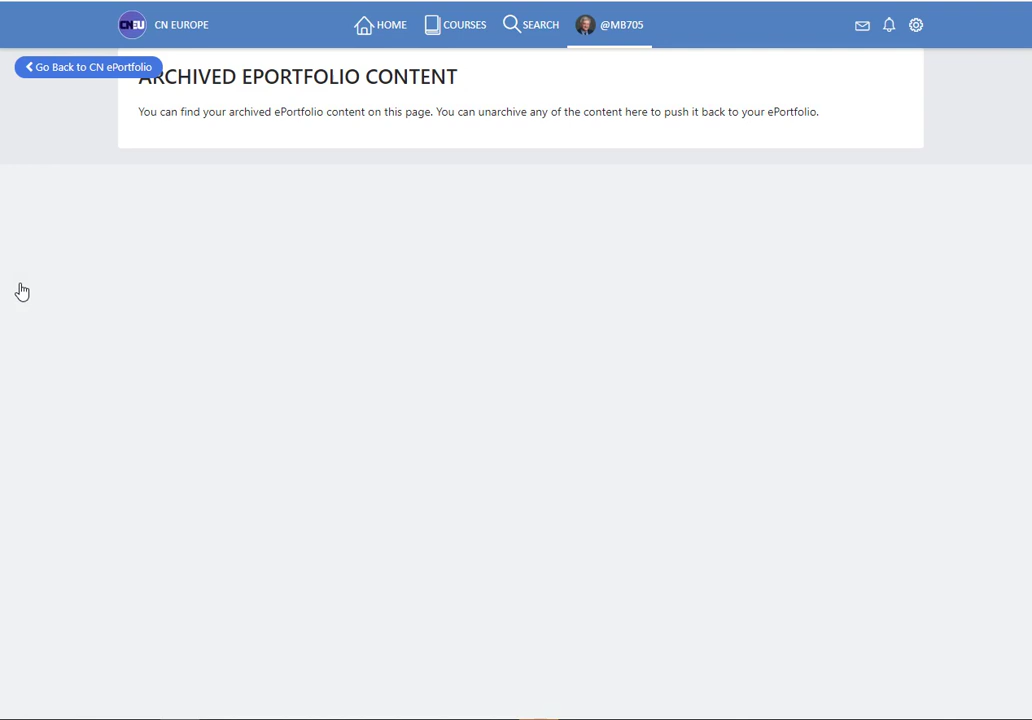 CNEU CN EUROPE HOME COURSES SEARCH @MB705
Go Back to CN ePortfolio
ARCHIVED EPORTFOLIO CONTENT
You can find your archived ePortfolio content on this page. You can unarchive any of the content here to push it back to your ePortfolio.